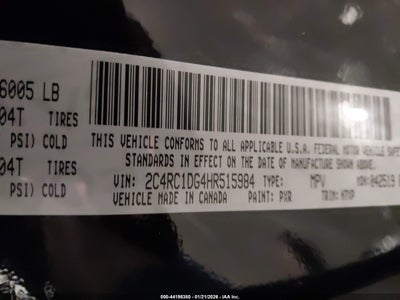 6005 LB
04T TIRES
PSI) COLD
04T TIRES
PSI) COLD
THIS VEHICLE CONFORMS TO ALL APPLICABLE U.S.A. FEDERAL MOTOR VEHICLE SAFETY
STANDARDS IN EFFECT ON THE DATE OF MANUFACTURE SHOWN ABOVE.
VIN: 2C4RC1DG4HR515984 TYPE: MPV
VEHICLE MADE IN CANADA PAINT: PXR TRIM:
000-44198380 - 01/21/2026 - IAA Inc.